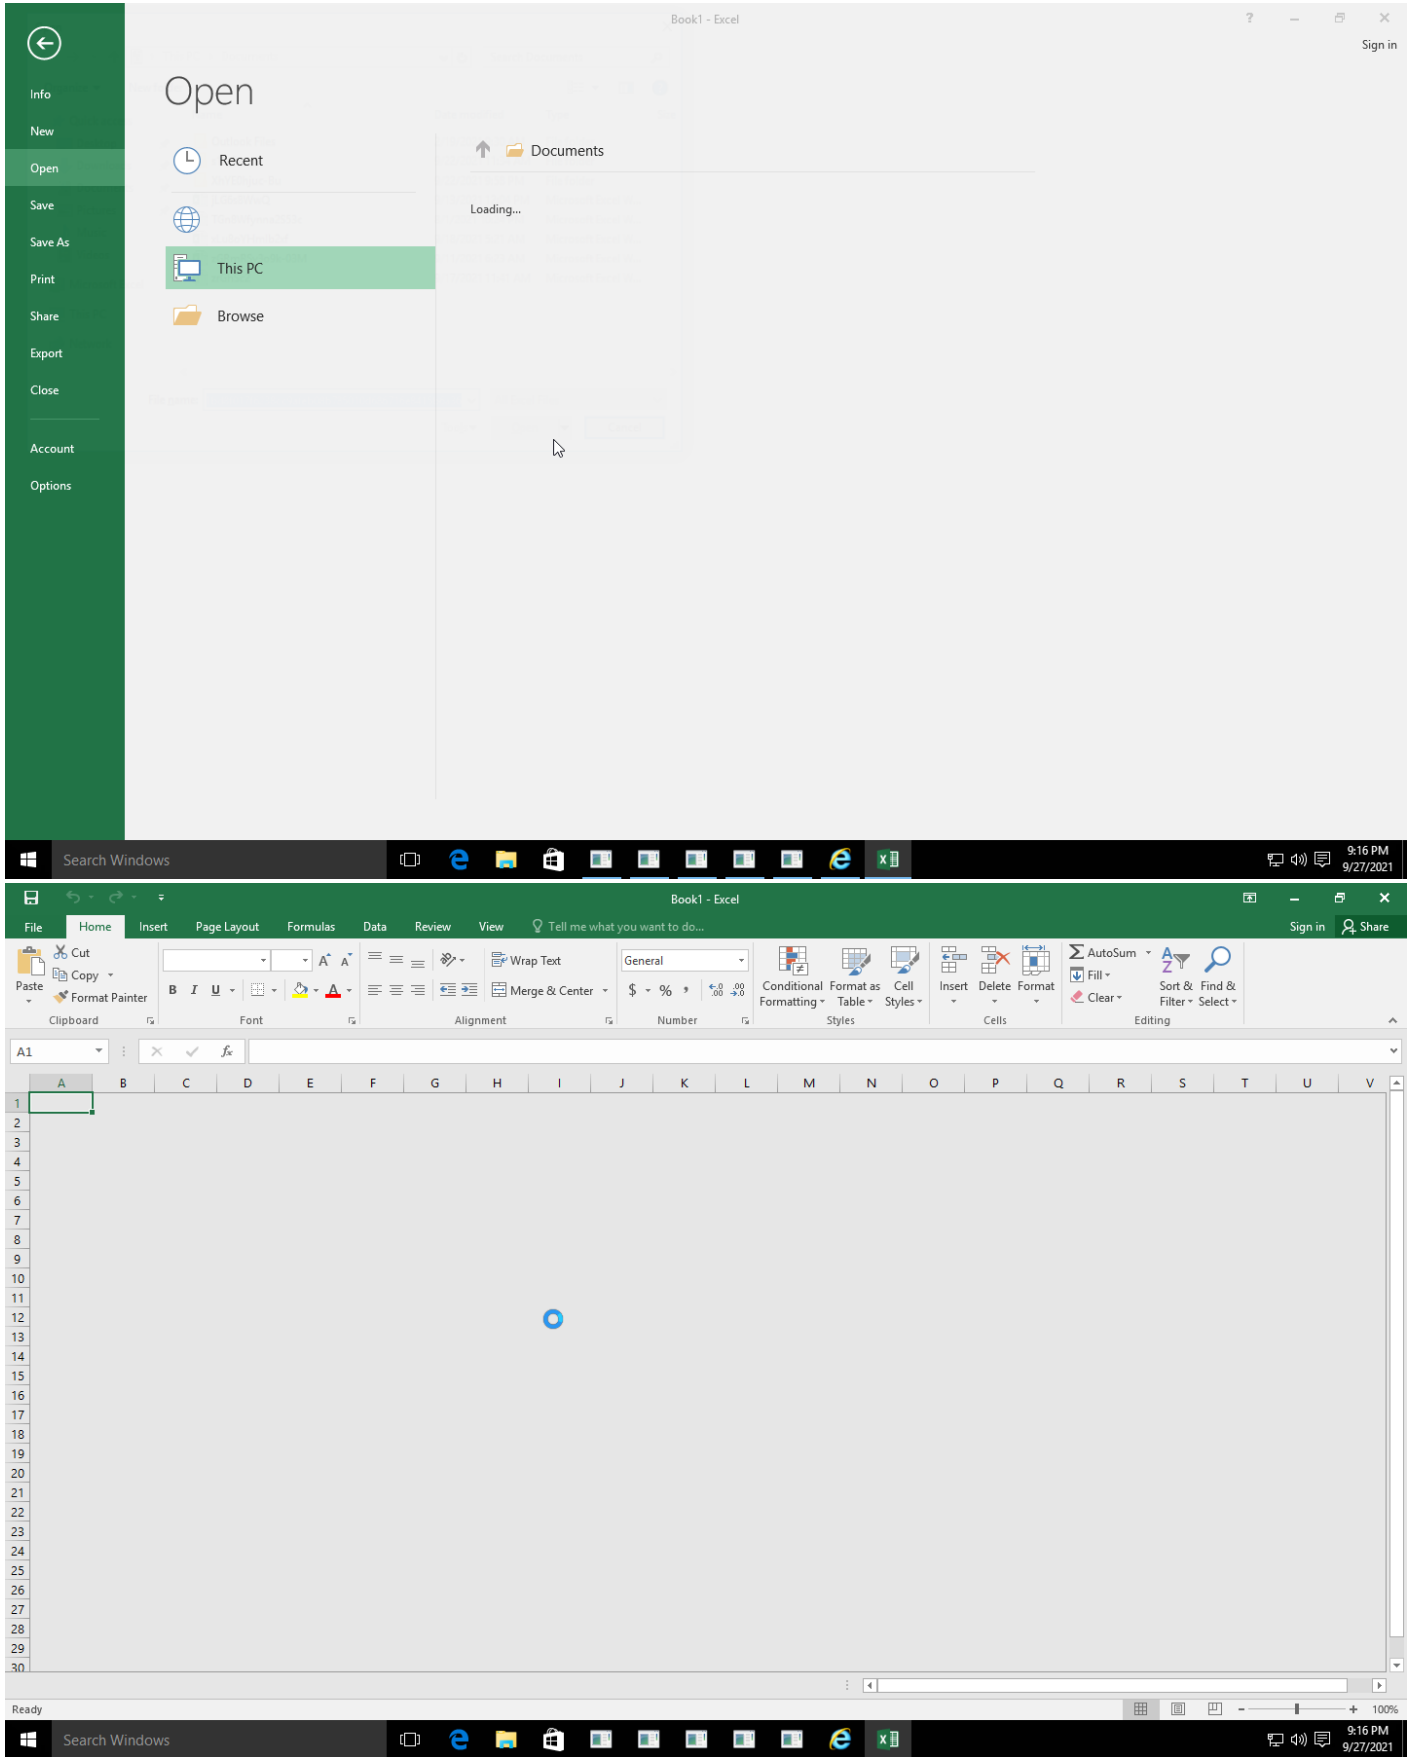 Book1 - Excel
?
Sign in
Info
New
Open
Save
Save As
Print
Share
Export
Close
Account
Options
Open
Recent
This PC
Browse
Documents
Loading...
Search Windows
9:16 PM
9/27/2021
Book1 - Excel
File Home Insert Page Layout Formulas Data Review View Tell me what you want to do... Sign in Share
Paste
Cut
Copy
Format Painter
Clipboard
B I U A A A
Font
Wrap Text
Merge & Center
Alignment
General
$ % ,
Number
Conditional Formatting
Format as Table
Cell Styles
Styles
Insert Delete Format
Cells
AutoSum
Fill
Clear
Sort & Filter
Find & Select
Editing
A1 fx
A B C D E F G H I J K L M N O P Q R S T U V
1
2
3
4
5
6
7
8
9
10
11
12
13
14
15
16
17
18
19
20
21
22
23
24
25
26
27
28
29
30
Ready
100%
Search Windows
9:16 PM
9/27/2021